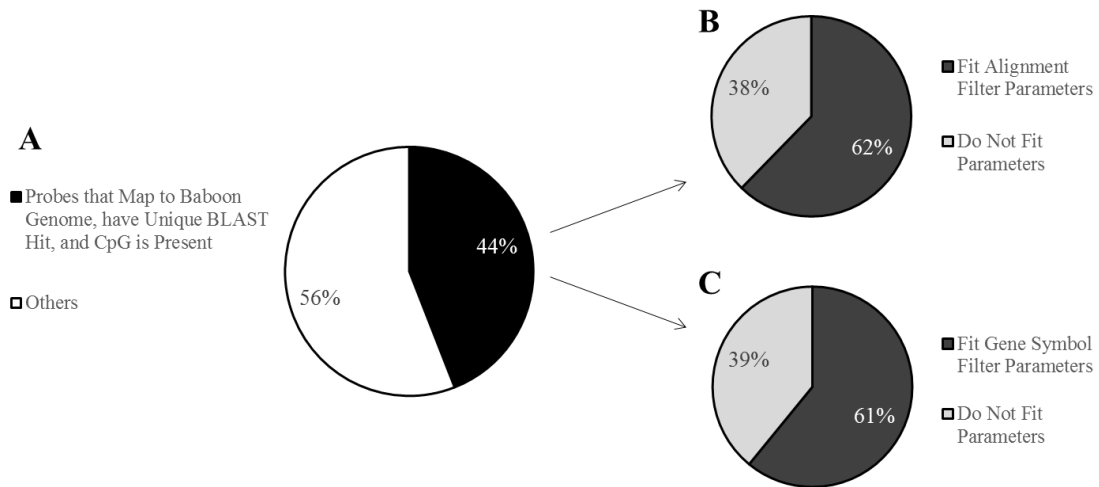 A
Probes that Map to Baboon
Genome, have Unique BLAST
Hit, and CpG is Present
Others
44%
56%
B
38%
62%
Fit Alignment
Filter Parameters
Do Not Fit
Parameters
C
39%
61%
Fit Gene Symbol
Filter Parameters
Do Not Fit
Parameters